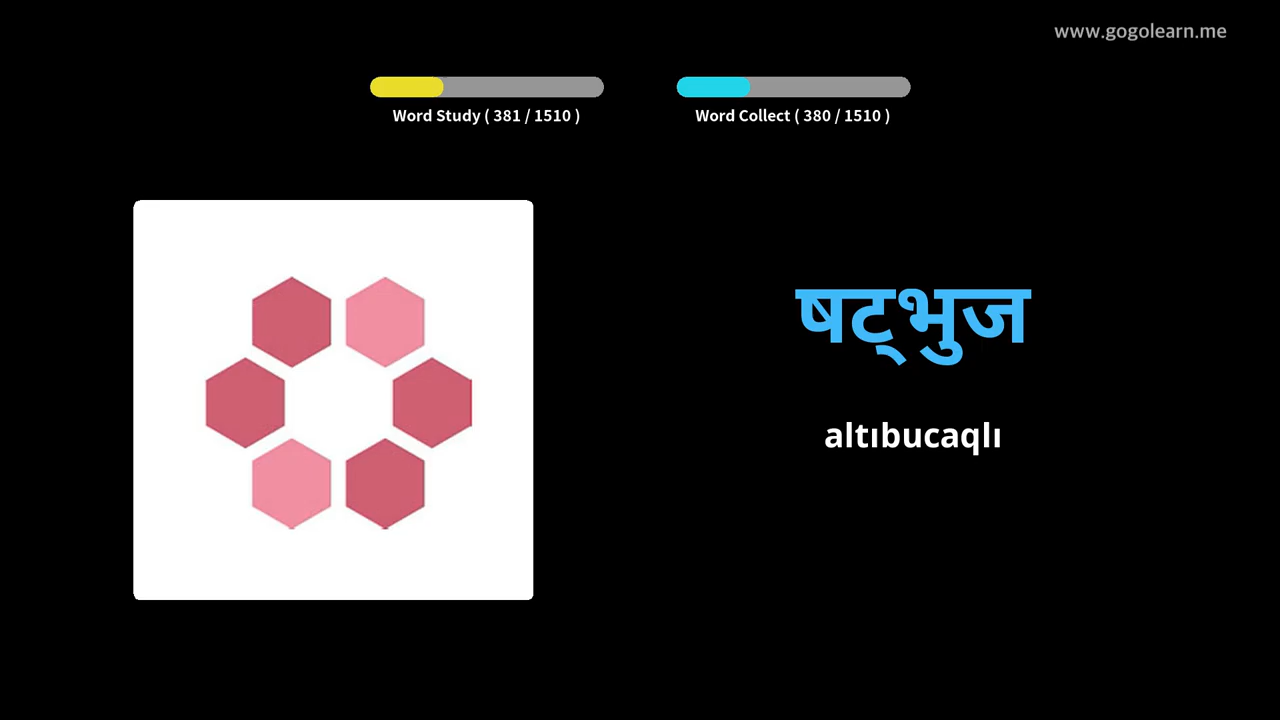 www.gogolearn.me
Word Study ( 381 / 1510 )
Word Collect ( 380 / 1510 )
षट्भुज
altıbucaqlı